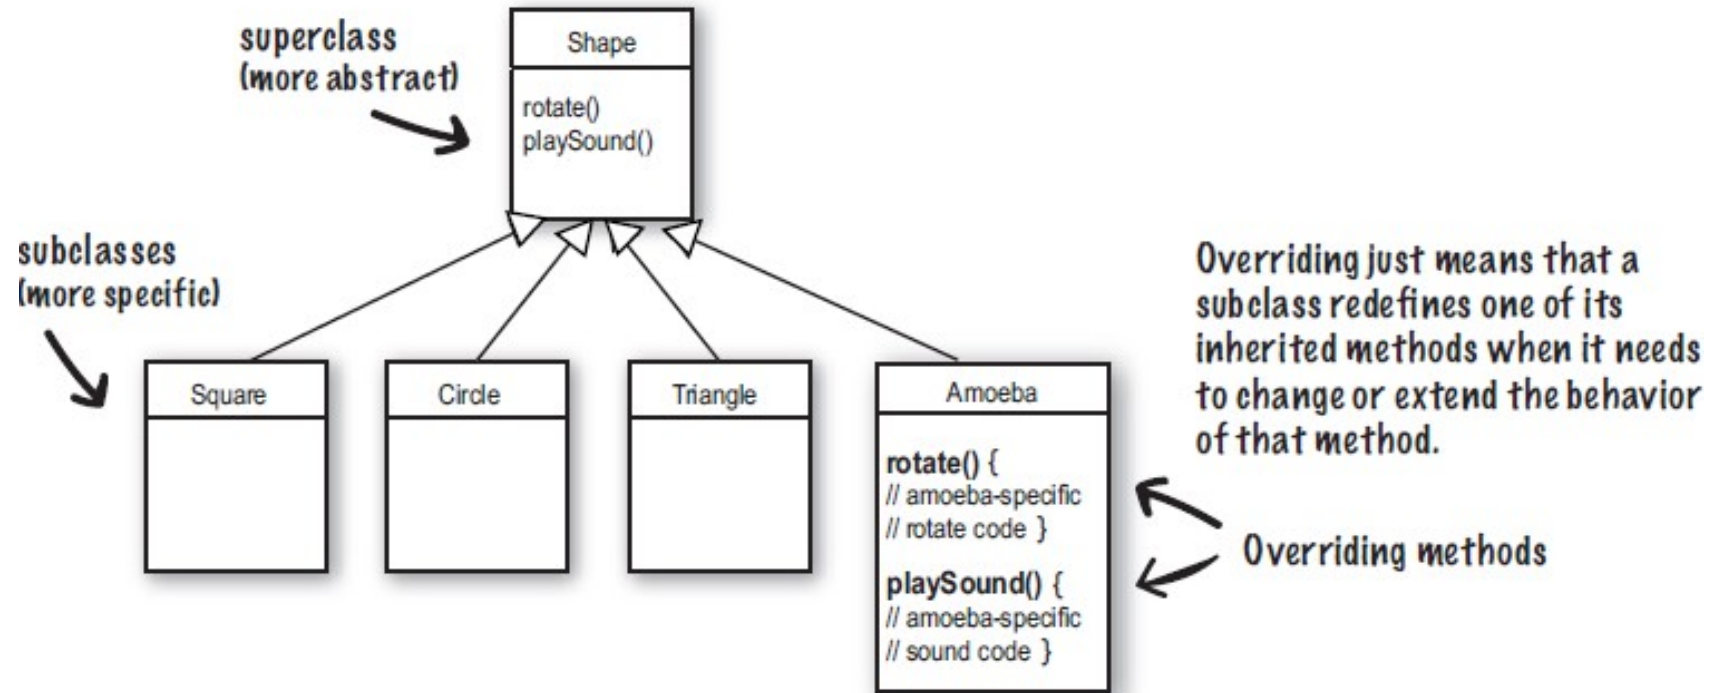 superclass
(more abstract)
Shape
rotate()
playSound()
subclasses
(more specific)
Overriding just means that a
subclass redefines one of its
inherited methods when it needs
to change or extend the behavior
of that method.
Square
Circle
Triangle
Amoeba
rotate() {
// amoeba-specific
// rotate code }
playSound() {
// amoeba-specific
// sound code }
Overriding methods